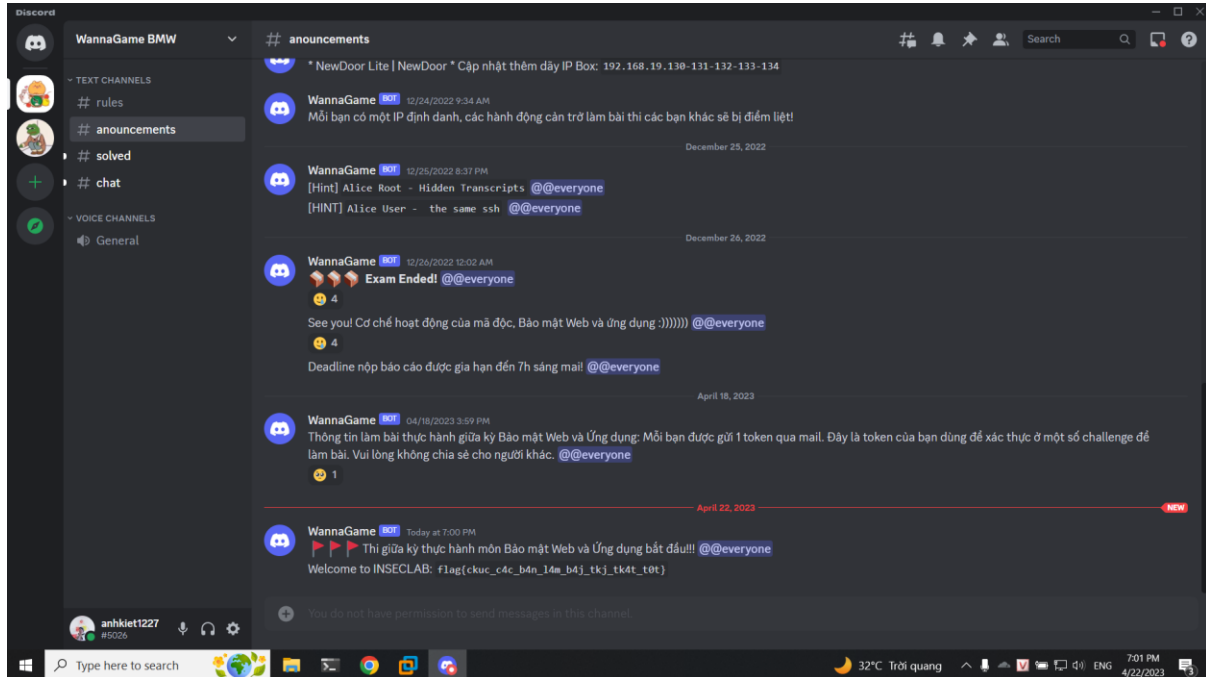 Discord
WannaGame BMW
# anouncements
Search
TEXT CHANNELS
# rules
# anouncements
# solved
# chat
VOICE CHANNELS
General
* NewDoor Lite | NewDoor * Cập nhật thêm dãy IP Box: 192.168.19.130-131-132-133-134
WannaGame BOT 12/24/2022 9:34 AM
Mỗi bạn có một IP định danh, các hành động cản trở làm bài thi các bạn khác sẽ bị điểm liệt!
December 25, 2022
WannaGame BOT 12/25/2022 8:37 PM
[Hint] Alice Root - Hidden Transcripts @@everyone
[HINT] Alice User -  the same ssh @@everyone
December 26, 2022
WannaGame BOT 12/26/2022 12:02 AM
Exam Ended! @@everyone
4
See you! Cơ chế hoạt động của mã độc, Bảo mật Web và ứng dụng :))))))) @@everyone
4
Deadline nộp báo cáo được gia hạn đến 7h sáng mai! @@everyone
April 18, 2023
WannaGame BOT 04/18/2023 3:59 PM
Thông tin làm bài thực hành giữa kỳ Bảo mật Web và Ứng dụng: Mỗi bạn được gửi 1 token qua mail. Đây là token của bạn dùng để xác thực ở một số challenge để
làm bài. Vui lòng không chia sẻ cho người khác. @@everyone
1
April 22, 2023
NEW
WannaGame BOT Today at 7:00 PM
Thi giữa kỳ thực hành môn Bảo mật Web và Ứng dụng bắt đầu!!! @@everyone
Welcome to INSECLAB: flag{ckuc_c4c_b4n_l4m_b4j_tkj_tk4t_t0t}
You do not have permission to send messages in this channel.
anhkiet1227
#5026
Type here to search
32°C Trời quang
ENG
7:01 PM
4/22/2023
3